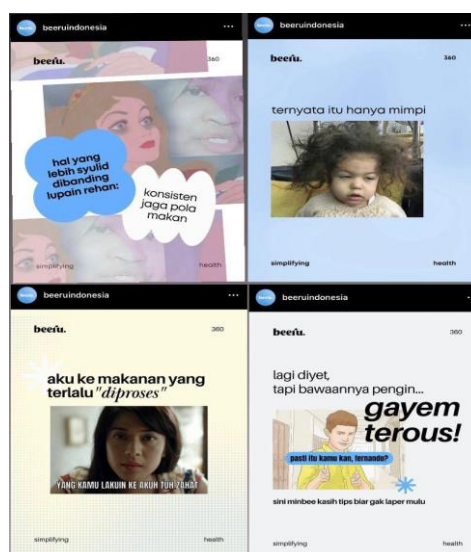 beeruindonesia
beeru.
360
hal yang
lebih syulid
dibanding
lupain rehan:
konsisten
jaga pola
makan
simplifying
health
beeruindonesia
beeru.
360
ternyata itu hanya mimpi
simplifying
health
beeruindonesia
beeru.
360
aku ke makanan yang
terlalu "diproses"
YANG KAMU LAKUIN KE AKUH TUH ZAHAT
simplifying
health
beeruindonesia
beeru.
360
lagi diyet,
tapi bawaannya pengin...
gayem
terous!
pasti itu kamu kan, fernando?
sini minbee kasih tips biar gak laper mulu
simplifying
health